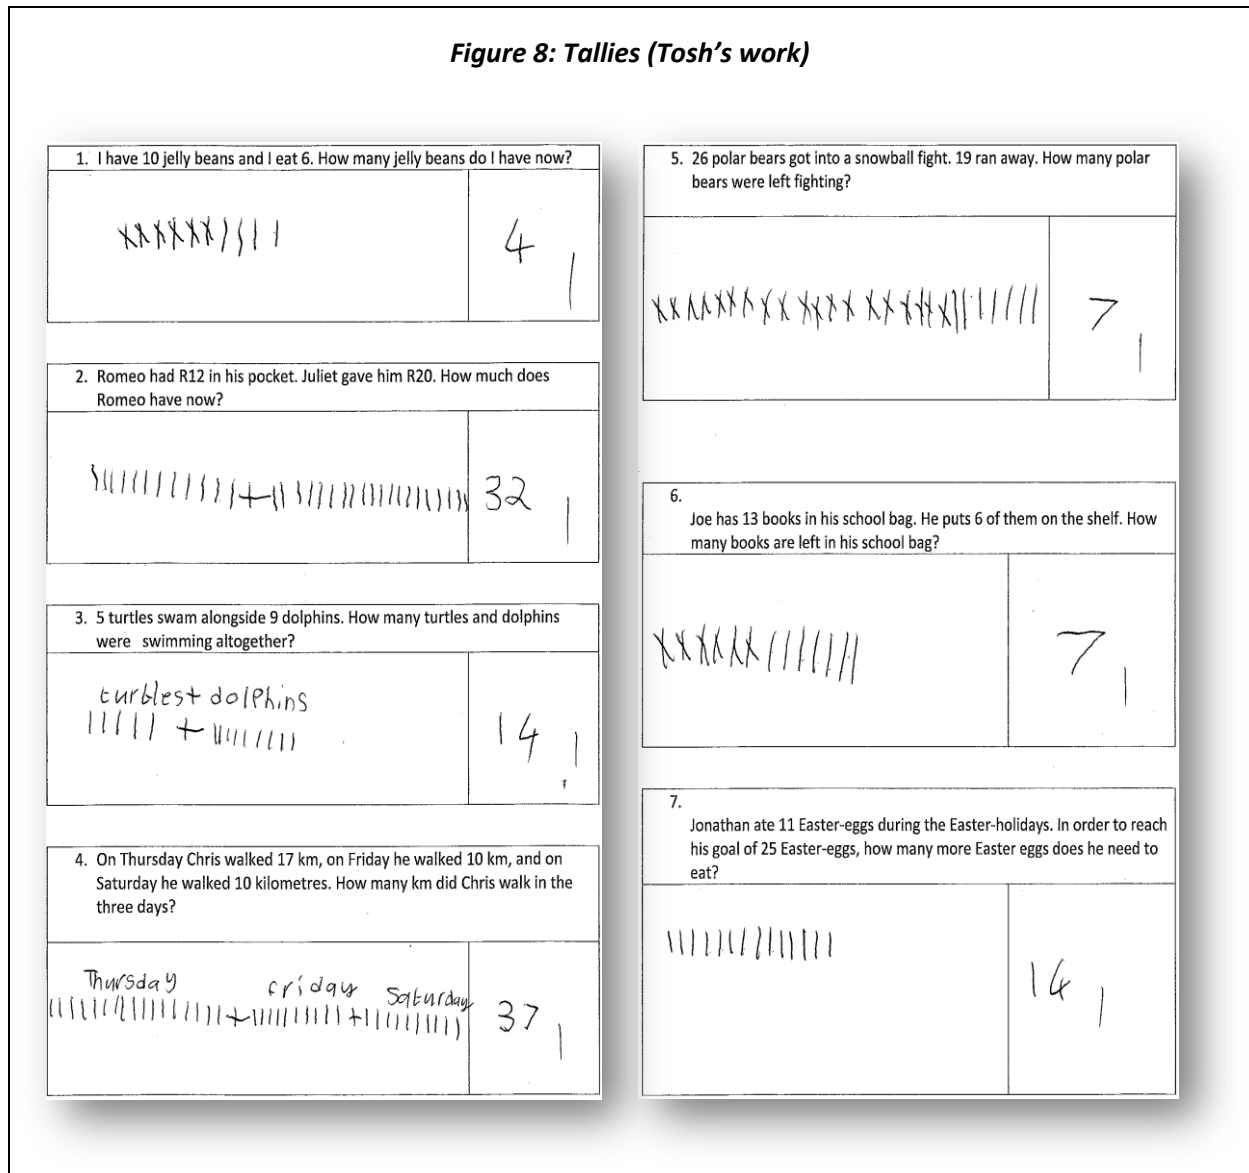 Figure 8: Tallies (Tosh's work)
1. I have 10 jelly beans and I eat 6. How many jelly beans do I have now?
4
2. Romeo had R12 in his pocket. Juliet gave him R20. How much does
Romeo have now?
+
32
3. 5 turtles swam alongside 9 dolphins. How many turtles and dolphins
were swimming altogether?
turblest dolphins
+
14
4. On Thursday Chris walked 17 km, on Friday he walked 10 km, and on
Saturday he walked 10 kilometres. How many km did Chris walk in the
three days?
Thursday friday Saturday
+ +
37
5. 26 polar bears got into a snowball fight. 19 ran away. How many polar
bears were left fighting?
7
6.
Joe has 13 books in his school bag. He puts 6 of them on the shelf. How
many books are left in his school bag?
7
7.
Jonathan ate 11 Easter-eggs during the Easter-holidays. In order to reach
his goal of 25 Easter-eggs, how many more Easter eggs does he need to
eat?
14